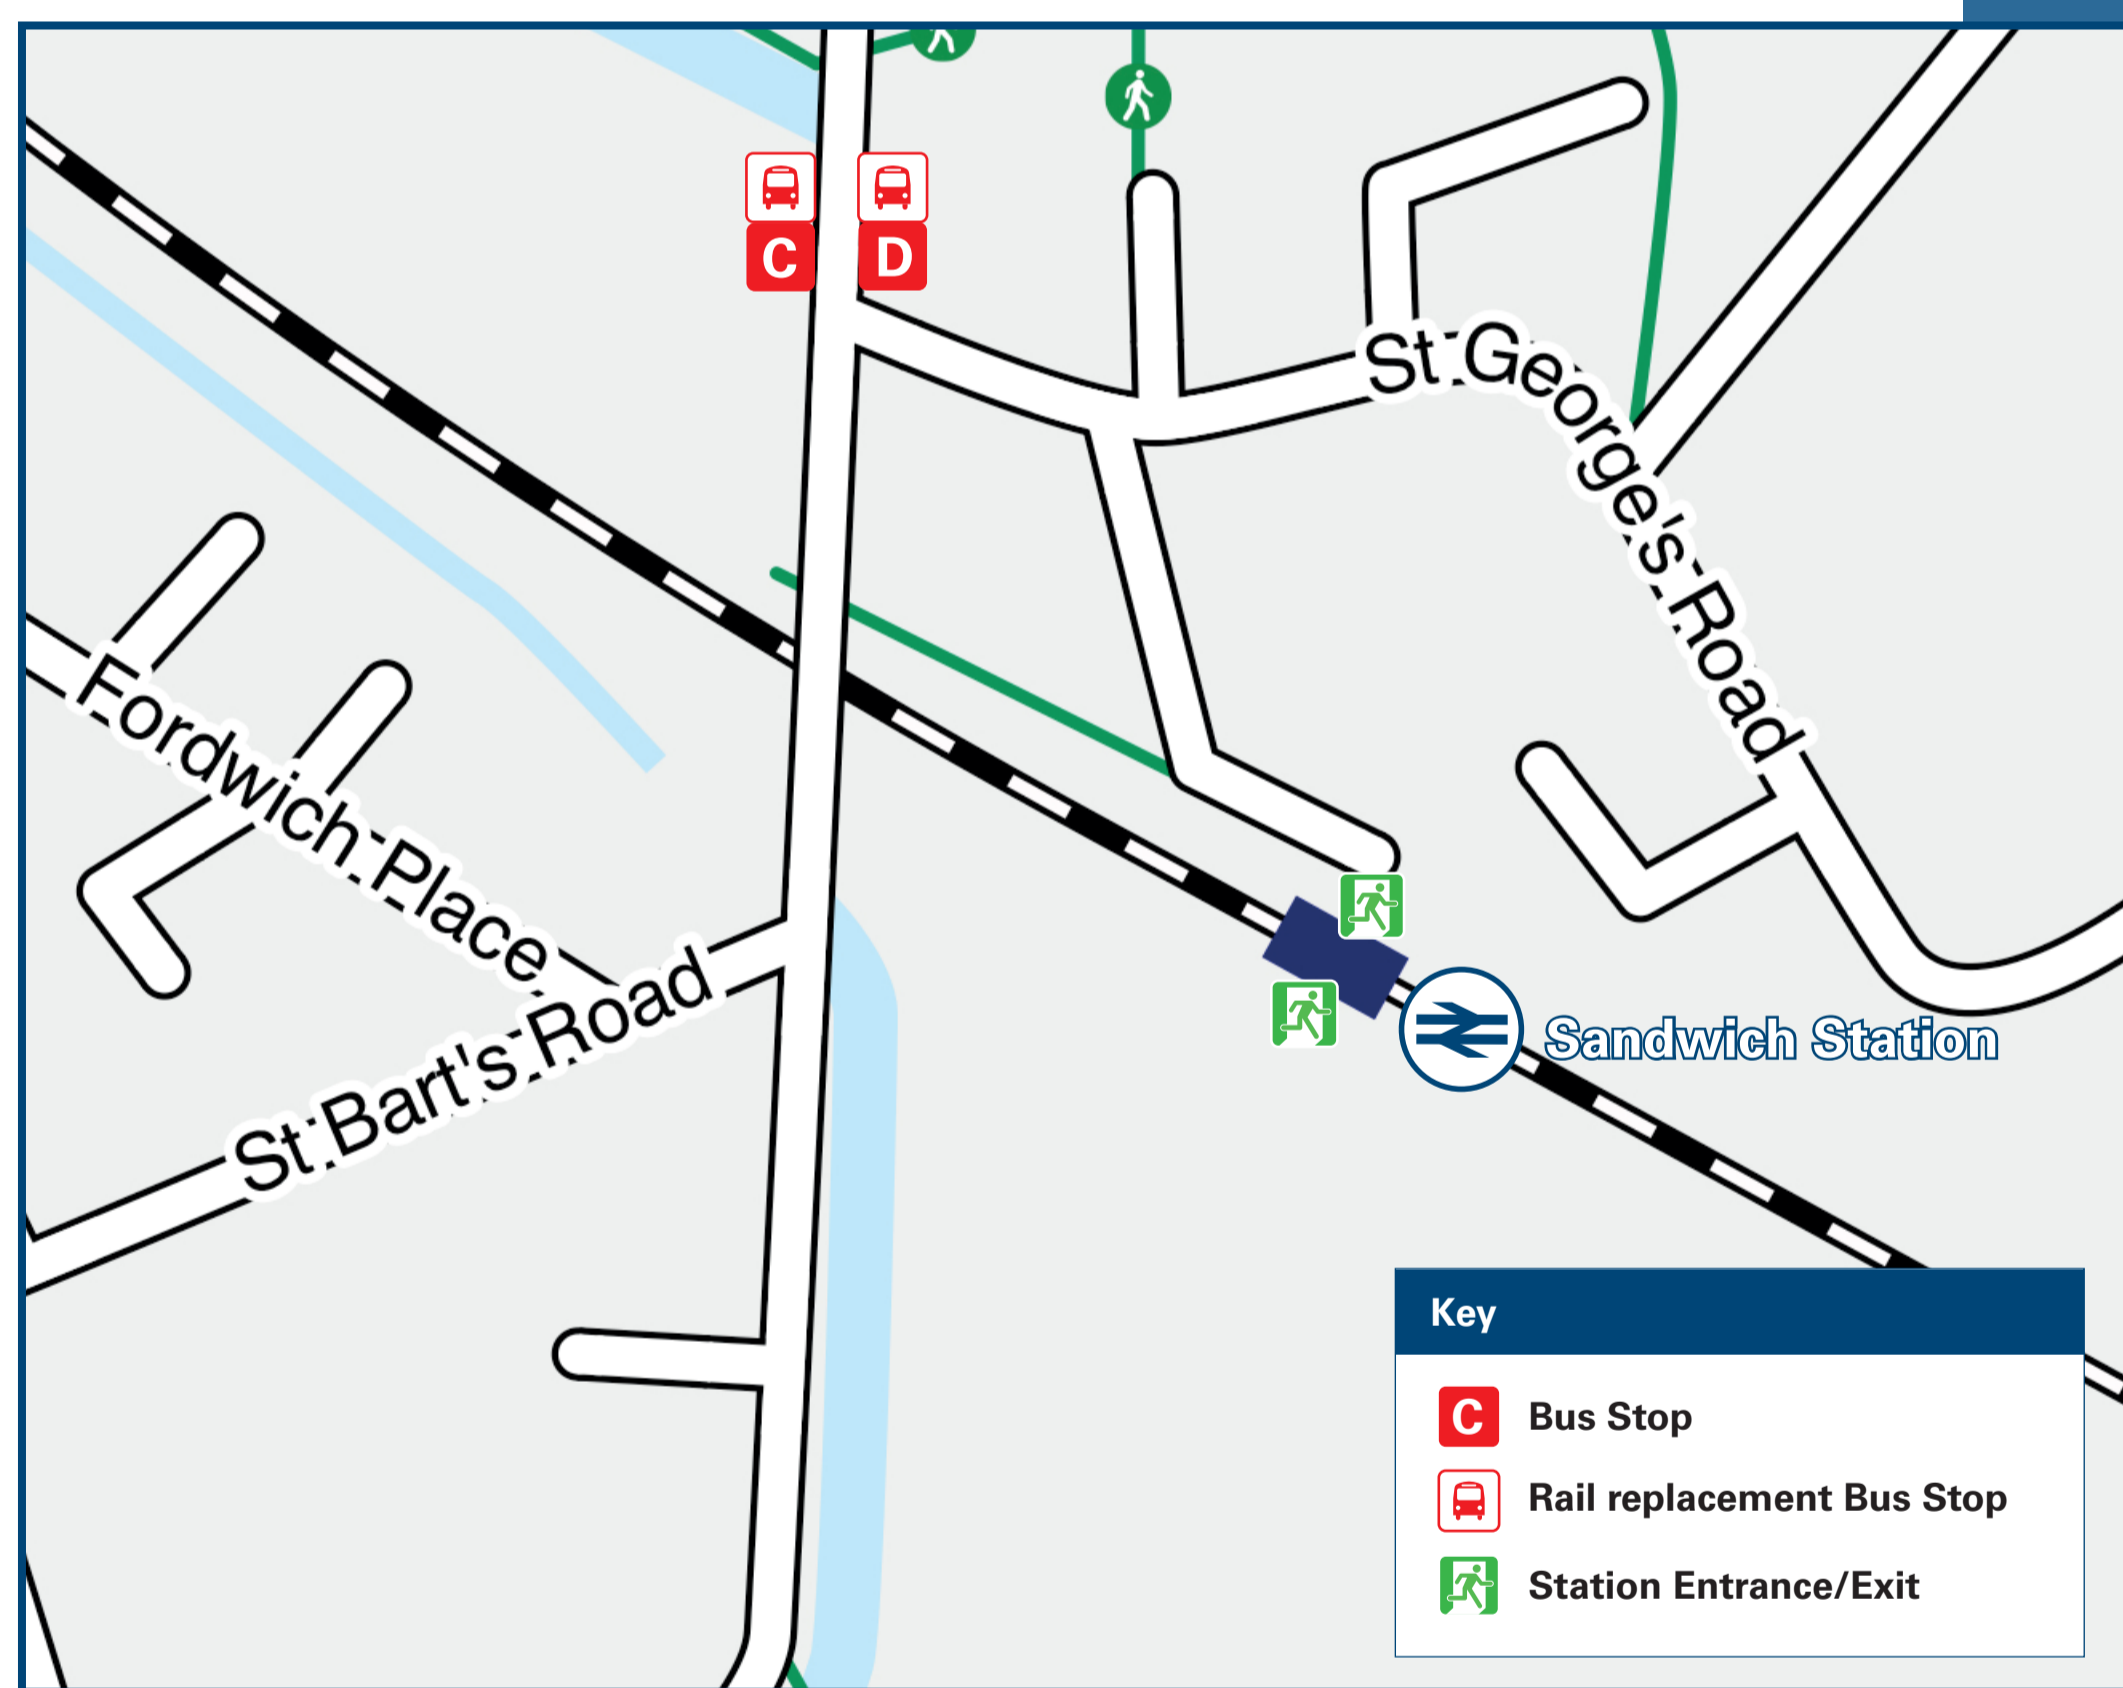 C
D
St George's Road
Fordwich Place
St Bart's Road
Sandwich Station
Key
C
Bus Stop
Rail replacement Bus Stop
Station Entrance/Exit